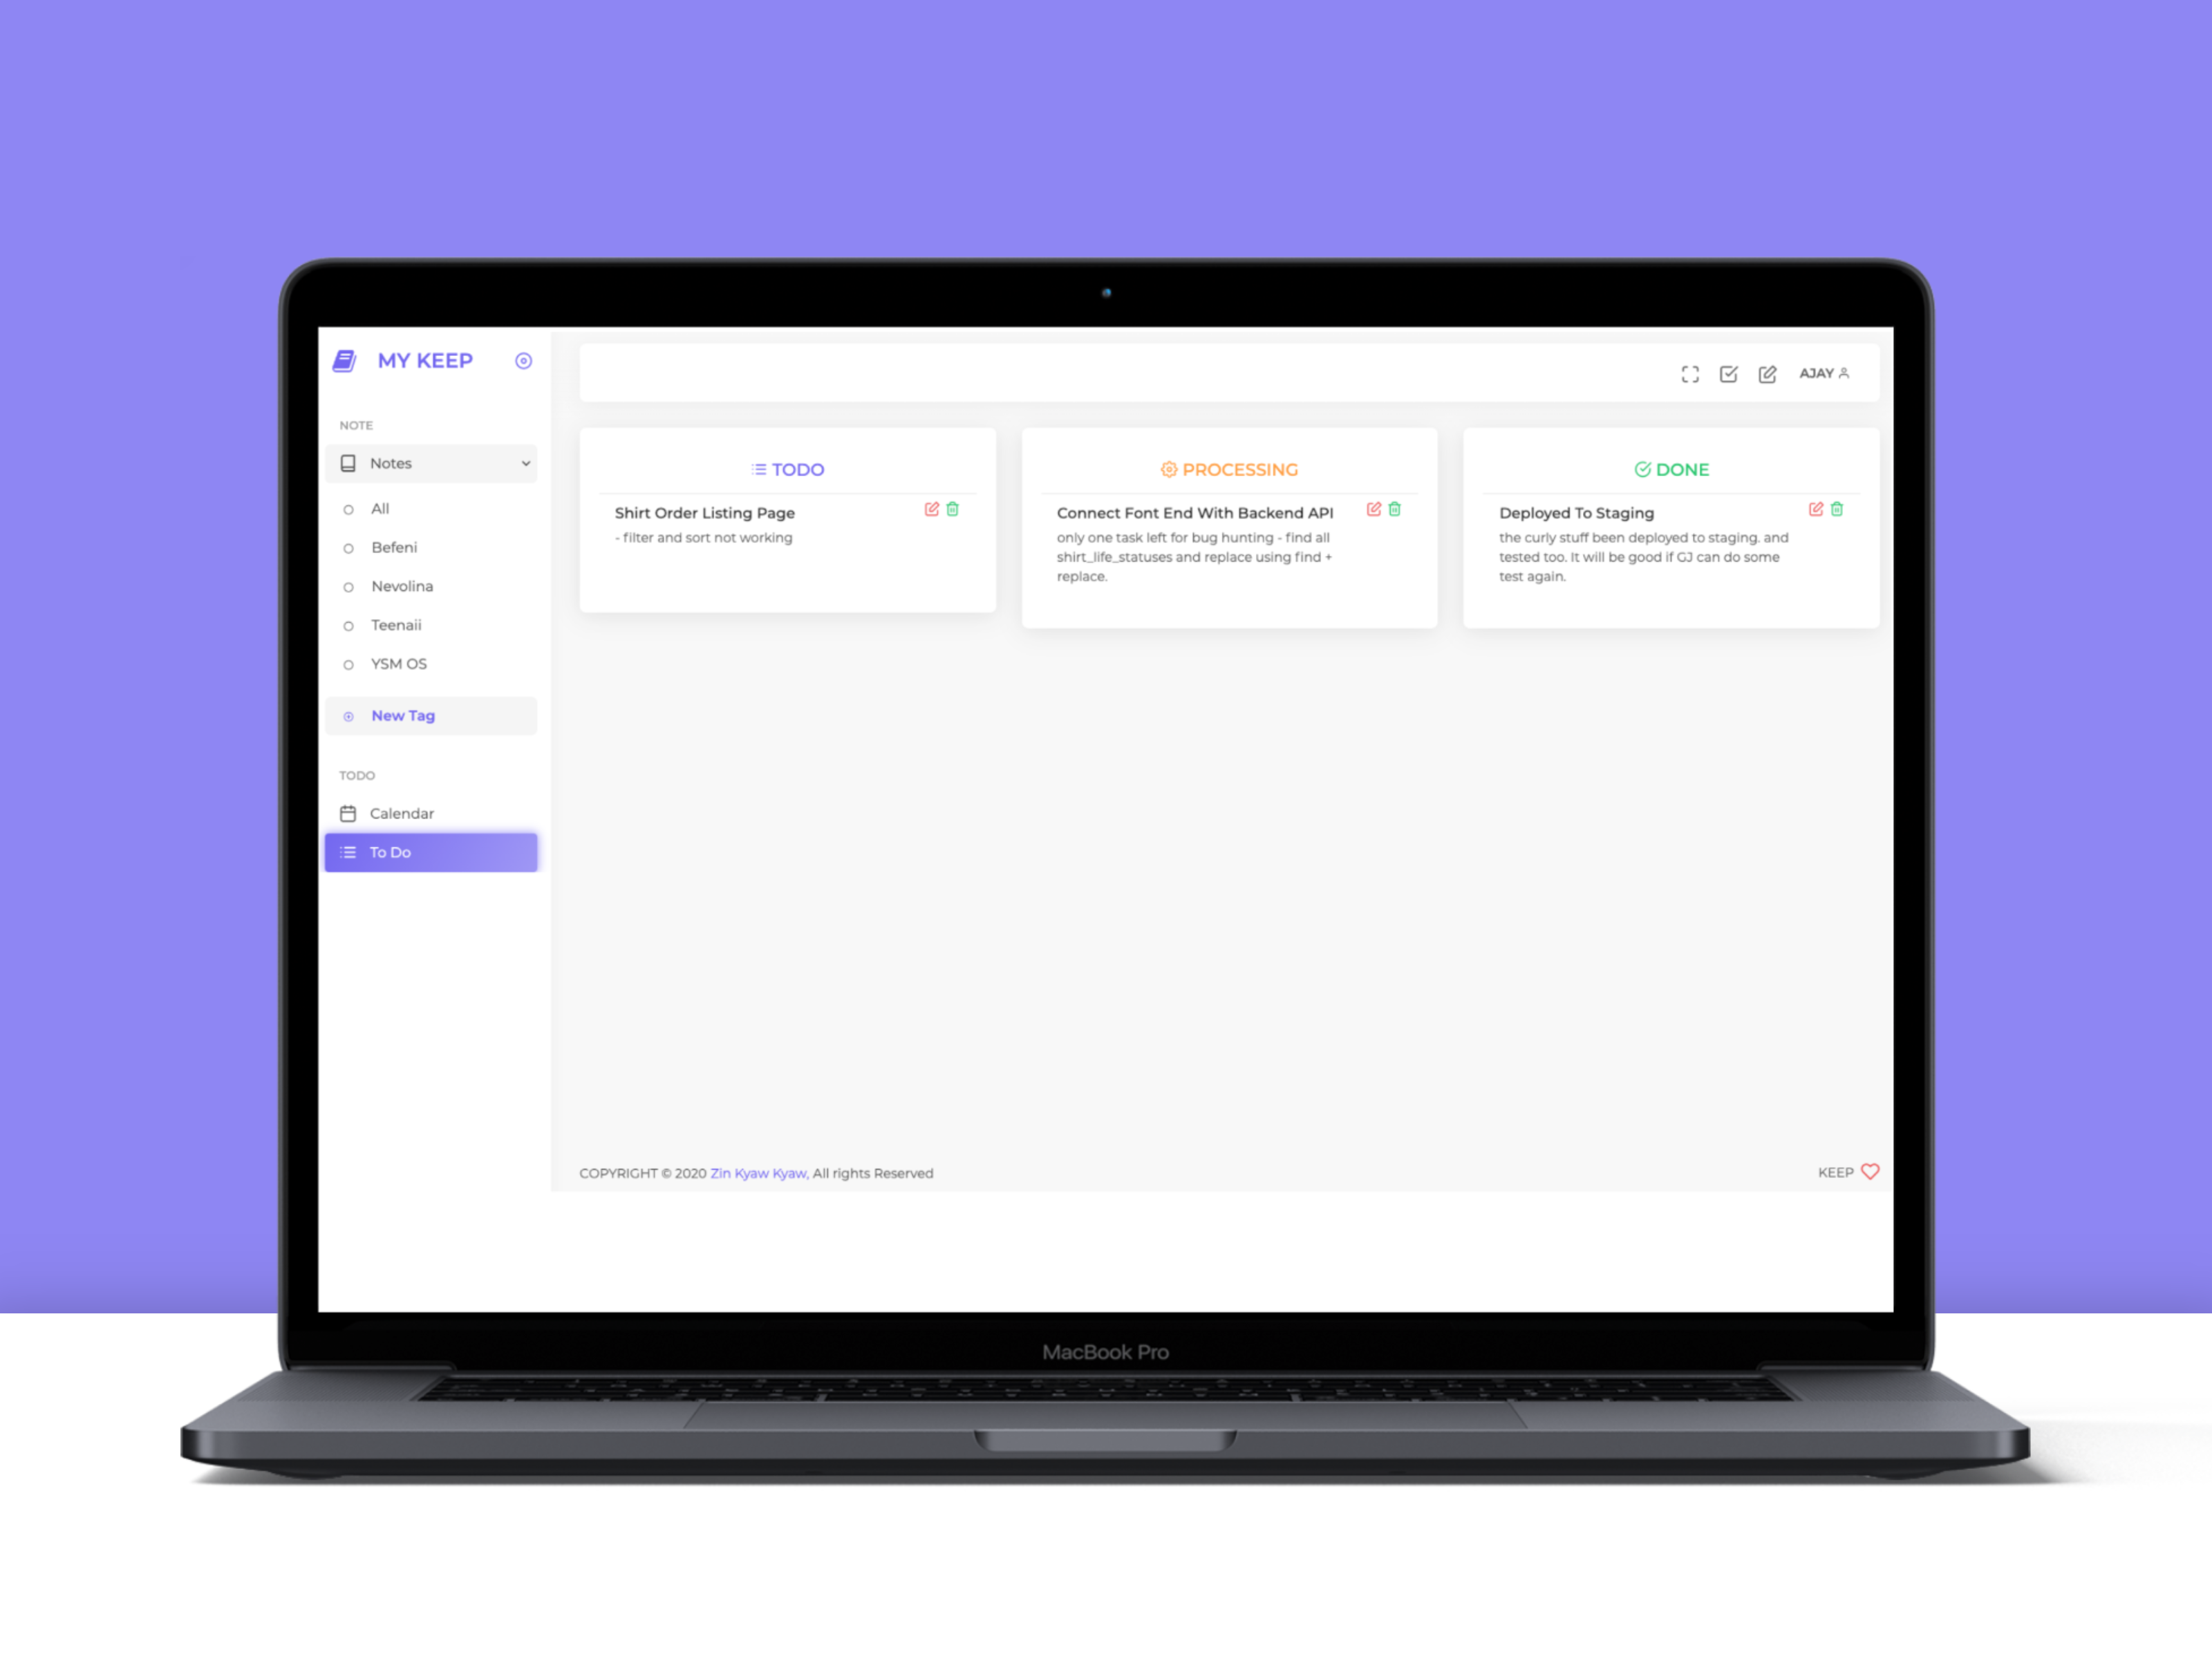 MY KEEP
NOTE
Notes
All
Befeni
Nevolina
Teenaii
YSM OS
New Tag
TODO
Calendar
To Do
AJAY
TODO
Shirt Order Listing Page
- filter and sort not working
PROCESSING
Connect Font End With Backend API
only one task left for bug hunting - find all
shirt_life_statuses and replace using find +
replace.
DONE
Deployed To Staging
the curly stuff been deployed to staging. and
tested too. It will be good if GJ can do some
test again.
COPYRIGHT © 2020 Zin Kyaw Kyaw, All rights Reserved
KEEP
MacBook Pro